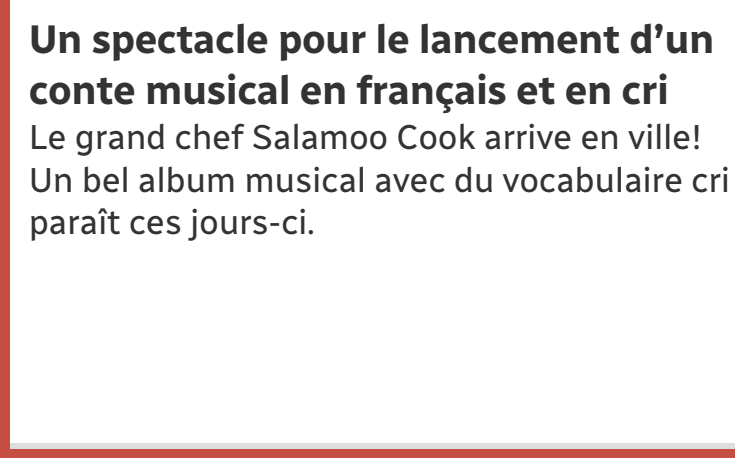 Un spectacle pour le lancement d’un
conte musical en français et en cri
Le grand chef Salamoo Cook arrive en ville!
Un bel album musical avec du vocabulaire cri
paraît ces jours-ci.